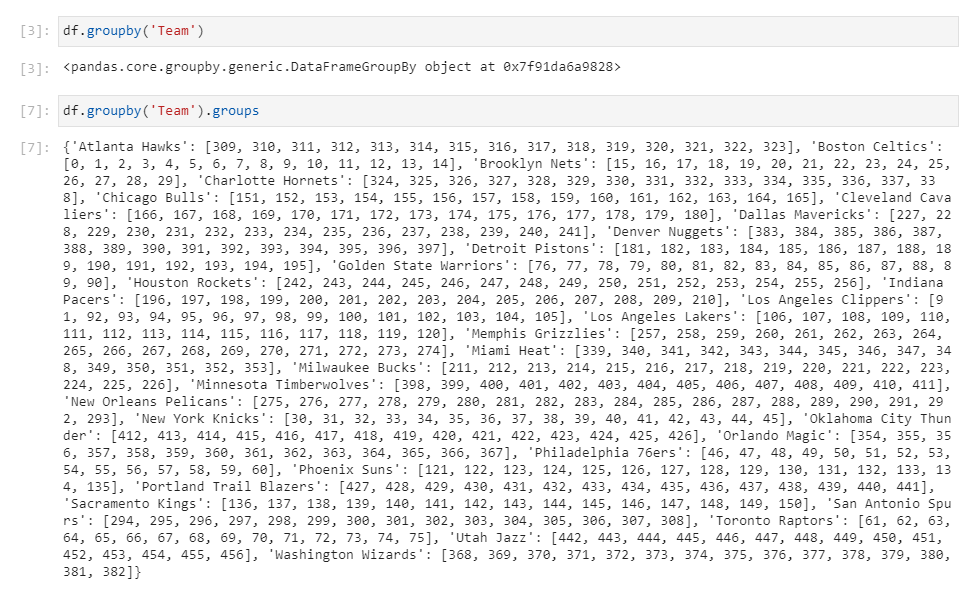 [3]: df.groupby('Team')
[3]: <pandas.core.groupby.generic.DataFrameGroupBy object at 0x7f91da6a9828>
[7]: df.groupby('Team').groups
[7]: {'Atlanta Hawks': [309, 310, 311, 312, 313, 314, 315, 316, 317, 318, 319, 320, 321, 322, 323], 'Boston Celtics':
[0, 1, 2, 3, 4, 5, 6, 7, 8, 9, 10, 11, 12, 13, 14], 'Brooklyn Nets': [15, 16, 17, 18, 19, 20, 21, 22, 23, 24, 25,
26, 27, 28, 29], 'Charlotte Hornets': [324, 325, 326, 327, 328, 329, 330, 331, 332, 333, 334, 335, 336, 337, 33
8], 'Chicago Bulls': [151, 152, 153, 154, 155, 156, 157, 158, 159, 160, 161, 162, 163, 164, 165], 'Cleveland Cava
liers': [166, 167, 168, 169, 170, 171, 172, 173, 174, 175, 176, 177, 178, 179, 180], 'Dallas Mavericks': [227, 22
8, 229, 230, 231, 232, 233, 234, 235, 236, 237, 238, 239, 240, 241], 'Denver Nuggets': [383, 384, 385, 386, 387,
388, 389, 390, 391, 392, 393, 394, 395, 396, 397], 'Detroit Pistons': [181, 182, 183, 184, 185, 186, 187, 188, 18
9, 190, 191, 192, 193, 194, 195], 'Golden State Warriors': [76, 77, 78, 79, 80, 81, 82, 83, 84, 85, 86, 87, 88, 8
9, 90], 'Houston Rockets': [242, 243, 244, 245, 246, 247, 248, 249, 250, 251, 252, 253, 254, 255, 256], 'Indiana
Pacers': [196, 197, 198, 199, 200, 201, 202, 203, 204, 205, 206, 207, 208, 209, 210], 'Los Angeles Clippers': [9
1, 92, 93, 94, 95, 96, 97, 98, 99, 100, 101, 102, 103, 104, 105], 'Los Angeles Lakers': [106, 107, 108, 109, 110,
111, 112, 113, 114, 115, 116, 117, 118, 119, 120], 'Memphis Grizzlies': [257, 258, 259, 260, 261, 262, 263, 264,
265, 266, 267, 268, 269, 270, 271, 272, 273, 274], 'Miami Heat': [339, 340, 341, 342, 343, 344, 345, 346, 347, 34
8, 349, 350, 351, 352, 353], 'Milwaukee Bucks': [211, 212, 213, 214, 215, 216, 217, 218, 219, 220, 221, 222, 223,
224, 225, 226], 'Minnesota Timberwolves': [398, 399, 400, 401, 402, 403, 404, 405, 406, 407, 408, 409, 410, 411],
'New Orleans Pelicans': [275, 276, 277, 278, 279, 280, 281, 282, 283, 284, 285, 286, 287, 288, 289, 290, 291, 29
2, 293], 'New York Knicks': [30, 31, 32, 33, 34, 35, 36, 37, 38, 39, 40, 41, 42, 43, 44, 45], 'Oklahoma City Thun
der': [412, 413, 414, 415, 416, 417, 418, 419, 420, 421, 422, 423, 424, 425, 426], 'Orlando Magic': [354, 355, 35
6, 357, 358, 359, 360, 361, 362, 363, 364, 365, 366, 367], 'Philadelphia 76ers': [46, 47, 48, 49, 50, 51, 52, 53,
54, 55, 56, 57, 58, 59, 60], 'Phoenix Suns': [121, 122, 123, 124, 125, 126, 127, 128, 129, 130, 131, 132, 133, 13
4, 135], 'Portland Trail Blazers': [427, 428, 429, 430, 431, 432, 433, 434, 435, 436, 437, 438, 439, 440, 441],
'Sacramento Kings': [136, 137, 138, 139, 140, 141, 142, 143, 144, 145, 146, 147, 148, 149, 150], 'San Antonio Spu
rs': [294, 295, 296, 297, 298, 299, 300, 301, 302, 303, 304, 305, 306, 307, 308], 'Toronto Raptors': [61, 62, 63,
64, 65, 66, 67, 68, 69, 70, 71, 72, 73, 74, 75], 'Utah Jazz': [442, 443, 444, 445, 446, 447, 448, 449, 450, 451,
452, 453, 454, 455, 456], 'Washington Wizards': [368, 369, 370, 371, 372, 373, 374, 375, 376, 377, 378, 379, 380,
381, 382]}